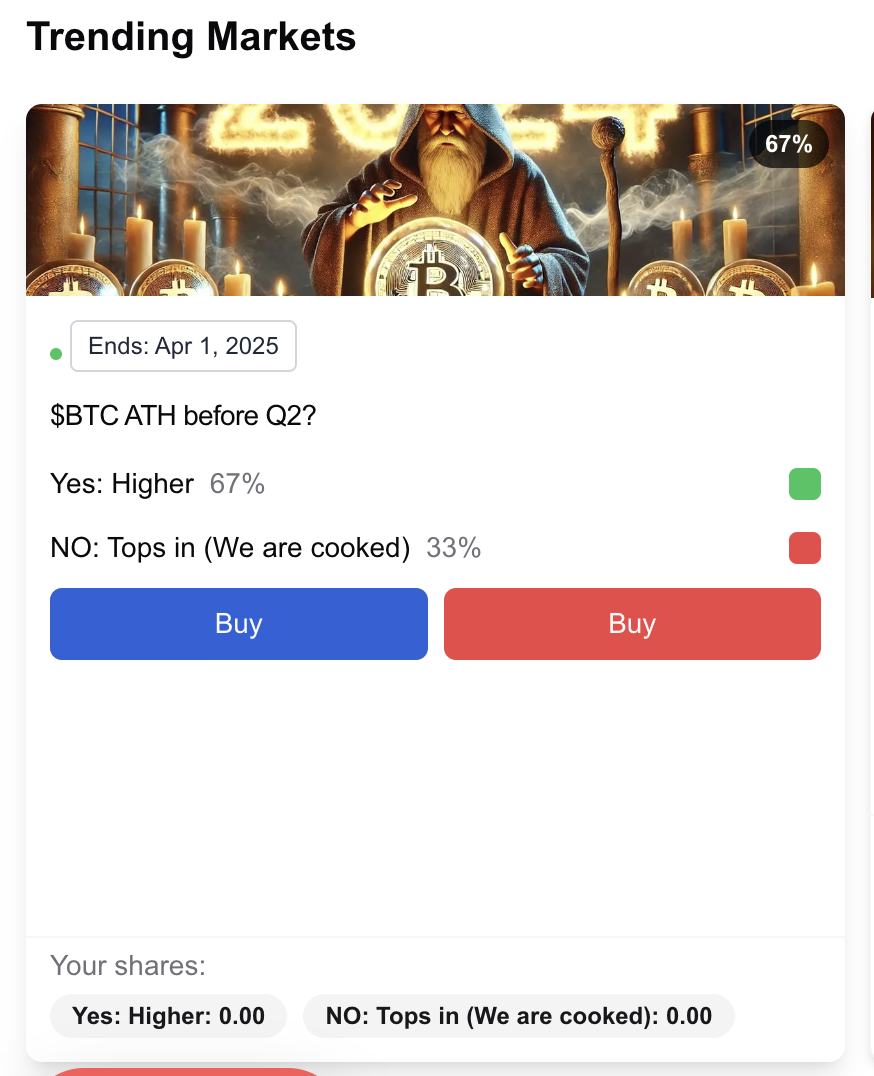 Trending Markets
2024
67%
Ends: Apr 1, 2025
$BTC ATH before Q2?
Yes: Higher 67%
NO: Tops in (We are cooked) 33%
Buy Buy
Your shares:
Yes: Higher: 0.00 NO: Tops in (We are cooked): 0.00